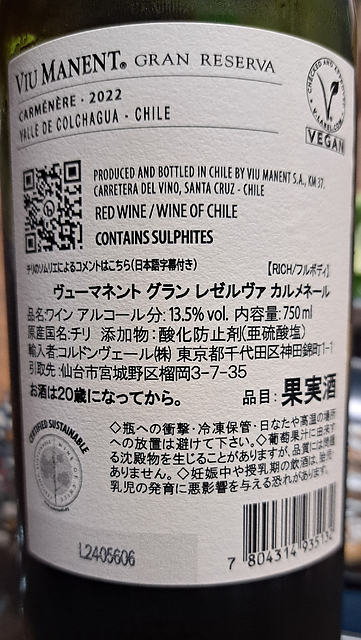 VIU MANENT® GRAN RESERVA
CARMÉNÈRE · 2022
VALLE DE COLCHAGUA - CHILE
VEGAN
PRODUCED AND BOTTLED IN CHILE BY VIU MANENT S.A., KM 37.
CARRETERA DEL VINO, SANTA CRUZ - CHILE
RED WINE / WINE OF CHILE
CONTAINS SULPHITES
チリのソムリエによるコメントはこちら(日本語字幕付き)
【RICH/フルボディ】
ヴューマネント グラン レゼルヴァ カルメネール
品名:ワイン アルコール分:13.5% vol. 内容量:750 ml
原産国名:チリ 添加物:酸化防止剤(亜硫酸塩)
輸入者:コルドンヴェール(株) 東京都千代田区神田錦町1-1
引取先:仙台市宮城野区榴岡3-7-35
お酒は20歳になってから。 品目:果実酒
◇瓶への衝撃・冷凍保管・日なたや高温の場所
への放置は避けて下さい。◇葡萄果汁に由来す
る沈殿物を生じることがありますが、品質には問題
ありません。◇妊娠中や授乳期の飲酒は、胎児・
乳児の発育に悪影響を与える恐れがあります。
CERTIFIED SUSTAINABLE
L2405606
7 804314 935134